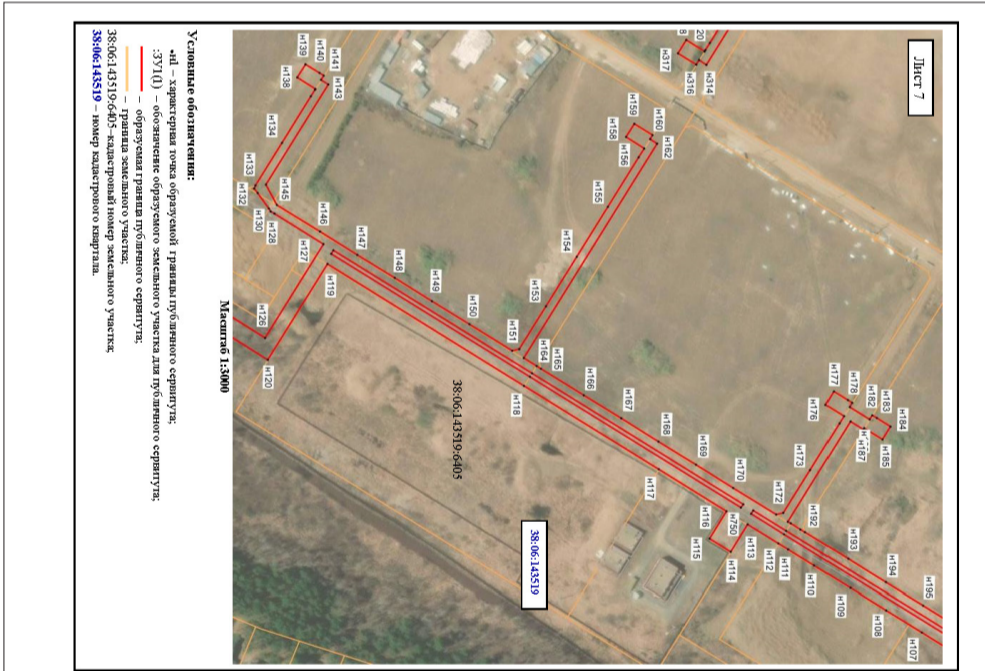 Лист 7
н139
н140
н141
н143
н138
н134
н133
н132
н130
н128
н145
н146
н127
н147
н119
н148
н149
н150
н126
н120
н151
н153
н154
н155
н156
н158
н159
н160
н162
н164
н165
н118
н166
н167
н168
н169
н170
н117
н172
н173
н176
н177
н178
н182
н183
н184
н185
н187
н192
н193
н194
н195
н116
н115
н750
н114
н113
н112
н111
н110
н109
н108
н107
8
20
н314
н316
н317
38:06:143519:6405
38:06:143519
Масштаб 1:3000
Условные обозначения:
•н1 – характерная точка образуемой границы публичного сервитута;
:ЗУ1(1) – обозначение образуемого земельного участка для публичного сервитута;
– образуемая граница публичного сервитута;
– граница земельного участка;
38:06:143519:6405–кадастровый номер земельного участка;
38:06:143519 – номер кадастрового квартала.